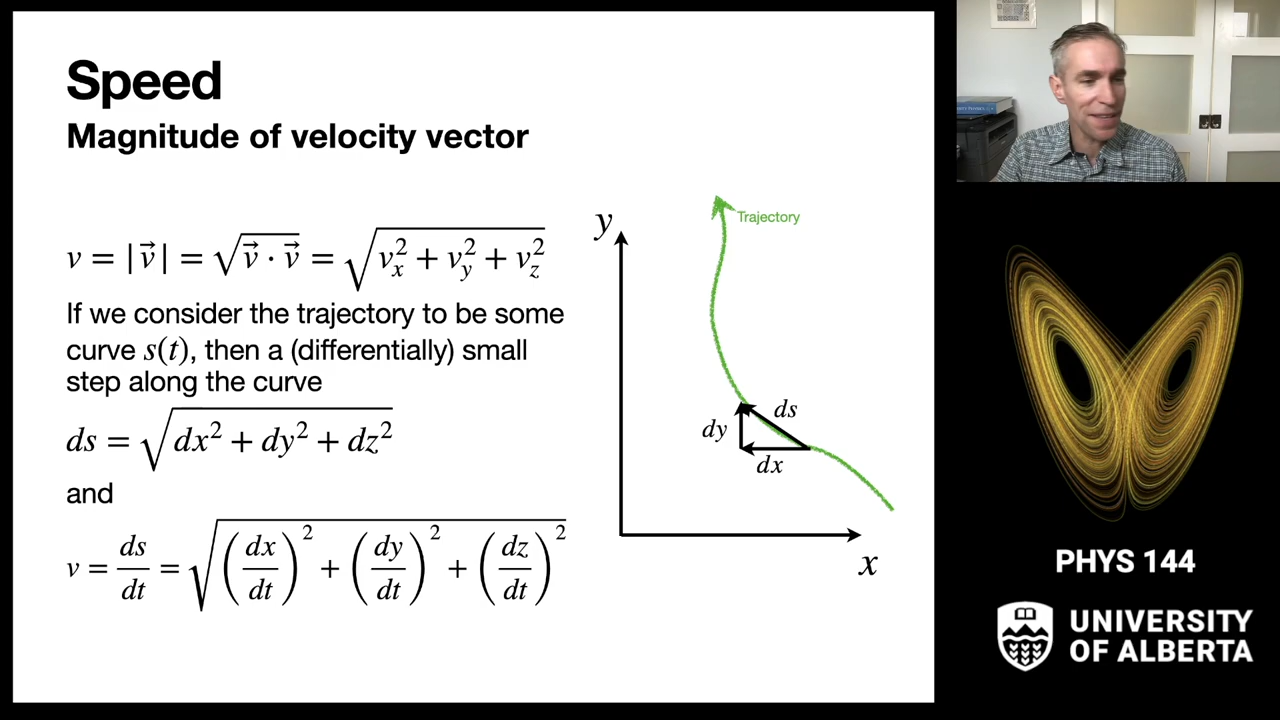 Speed
Magnitude of velocity vector
v = |v⃗| = √(v⃗ · v⃗) = √(v_x² + v_y² + v_z²)
If we consider the trajectory to be some
curve s(t), then a (differentially) small
step along the curve
ds = √(dx² + dy² + dz²)
and
v = ds/dt = √((dx/dt)² + (dy/dt)² + (dz/dt)²)
y
Trajectory
ds
dy
dx
x
PHYS 144
UNIVERSITY
OF ALBERTA